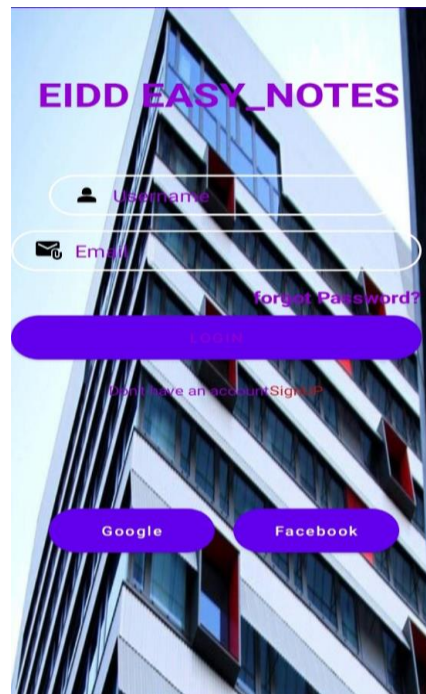 EIDD EASY_NOTES
Username
Email
forgot Password?
LOGIN
Dont have an accountSignUP
Google Facebook